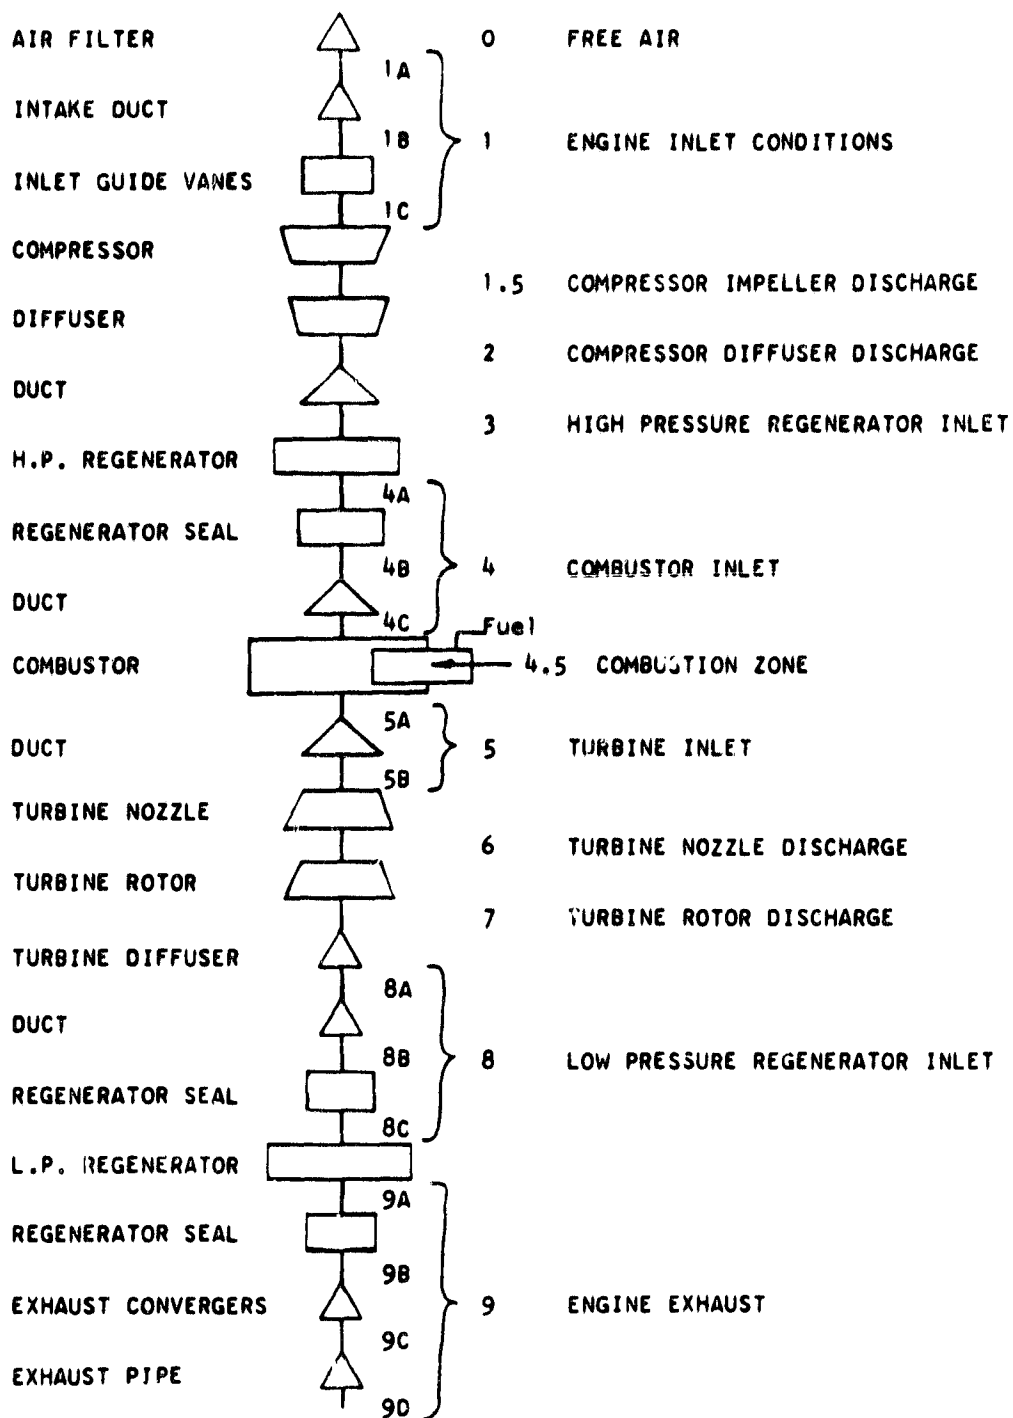 AIR FILTER 0 FREE AIR
1A
INTAKE DUCT
1B 1 ENGINE INLET CONDITIONS
INLET GUIDE VANES
1C
COMPRESSOR
1.5 COMPRESSOR IMPELLER DISCHARGE
DIFFUSER
2 COMPRESSOR DIFFUSER DISCHARGE
DUCT
3 HIGH PRESSURE REGENERATOR INLET
H.P. REGENERATOR
4A
REGENERATOR SEAL
4B 4 COMBUSTOR INLET
DUCT
4C Fuel
COMBUSTOR 4.5 COMBUSTION ZONE
5A
DUCT 5 TURBINE INLET
5B
TURBINE NOZZLE
6 TURBINE NOZZLE DISCHARGE
TURBINE ROTOR
7 TURBINE ROTOR DISCHARGE
TURBINE DIFFUSER
8A
DUCT
8B 8 LOW PRESSURE REGENERATOR INLET
REGENERATOR SEAL
8C
L.P. REGENERATOR
9A
REGENERATOR SEAL
9B
EXHAUST CONVERGERS 9 ENGINE EXHAUST
9C
EXHAUST PIPE
9D